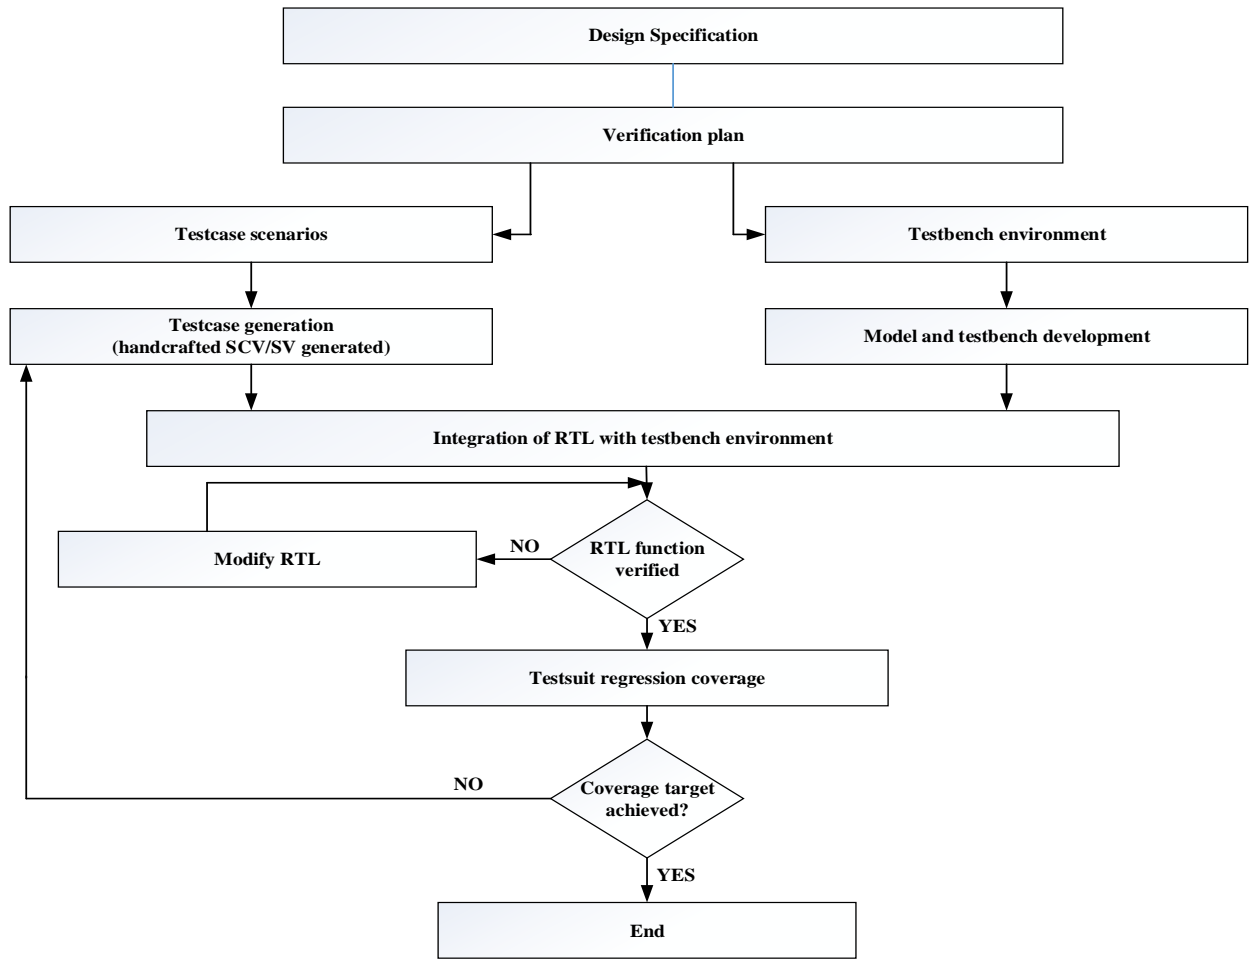 Design Specification
Verification plan
Testcase scenarios
Testbench environment
Testcase generation
(handcrafted SCV/SV generated)
Model and testbench development
Integration of RTL with testbench environment
RTL function
verified
NO
Modify RTL
YES
Testsuit regression coverage
Coverage target
achieved?
NO
YES
End